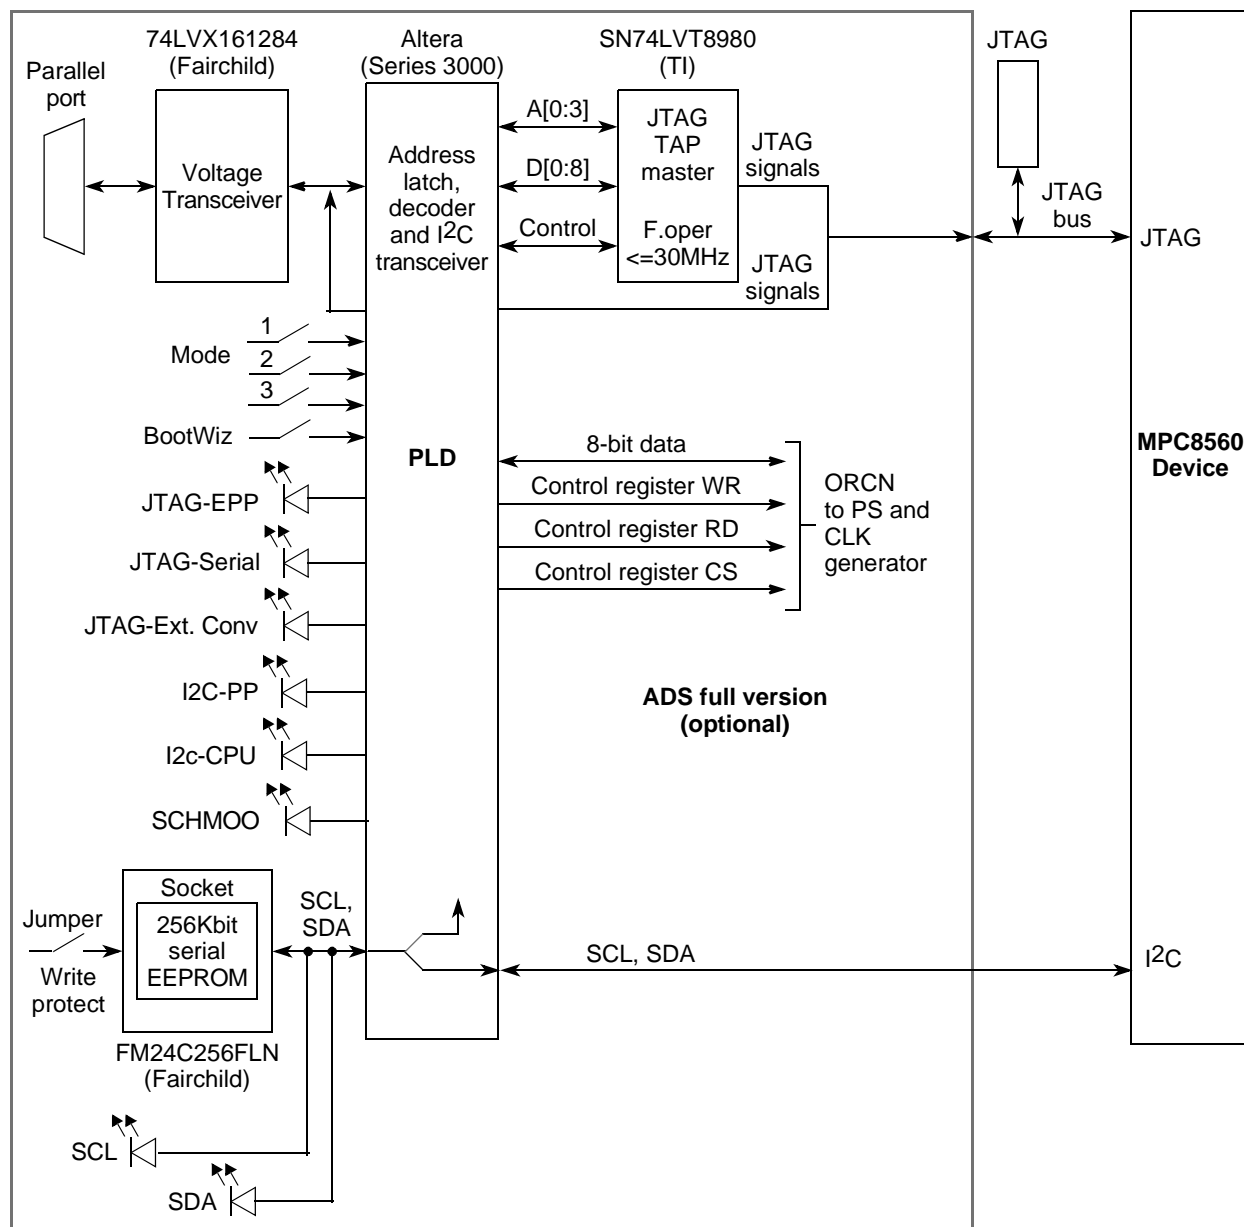 74LVX161284
(Fairchild)
Altera
(Series 3000)
SN74LVT8980
(TI)
JTAG
Parallel
port
Voltage
Transceiver
Address
latch,
decoder
and I2C
transceiver
A[0:3]
D[0:8]
Control
JTAG
TAP
master
F.oper
<=30MHz
JTAG
signals
JTAG
signals
JTAG
bus
JTAG
Mode
1
2
3
BootWiz
PLD
8-bit data
Control register WR
Control register RD
Control register CS
ORCN
to PS and
CLK
generator
MPC8560
Device
JTAG-EPP
JTAG-Serial
JTAG-Ext. Conv
I2C-PP
I2c-CPU
SCHMOO
ADS full version
(optional)
Jumper
Write
protect
Socket
256Kbit
serial
EEPROM
SCL,
SDA
SCL, SDA
I2C
FM24C256FLN
(Fairchild)
SCL
SDA